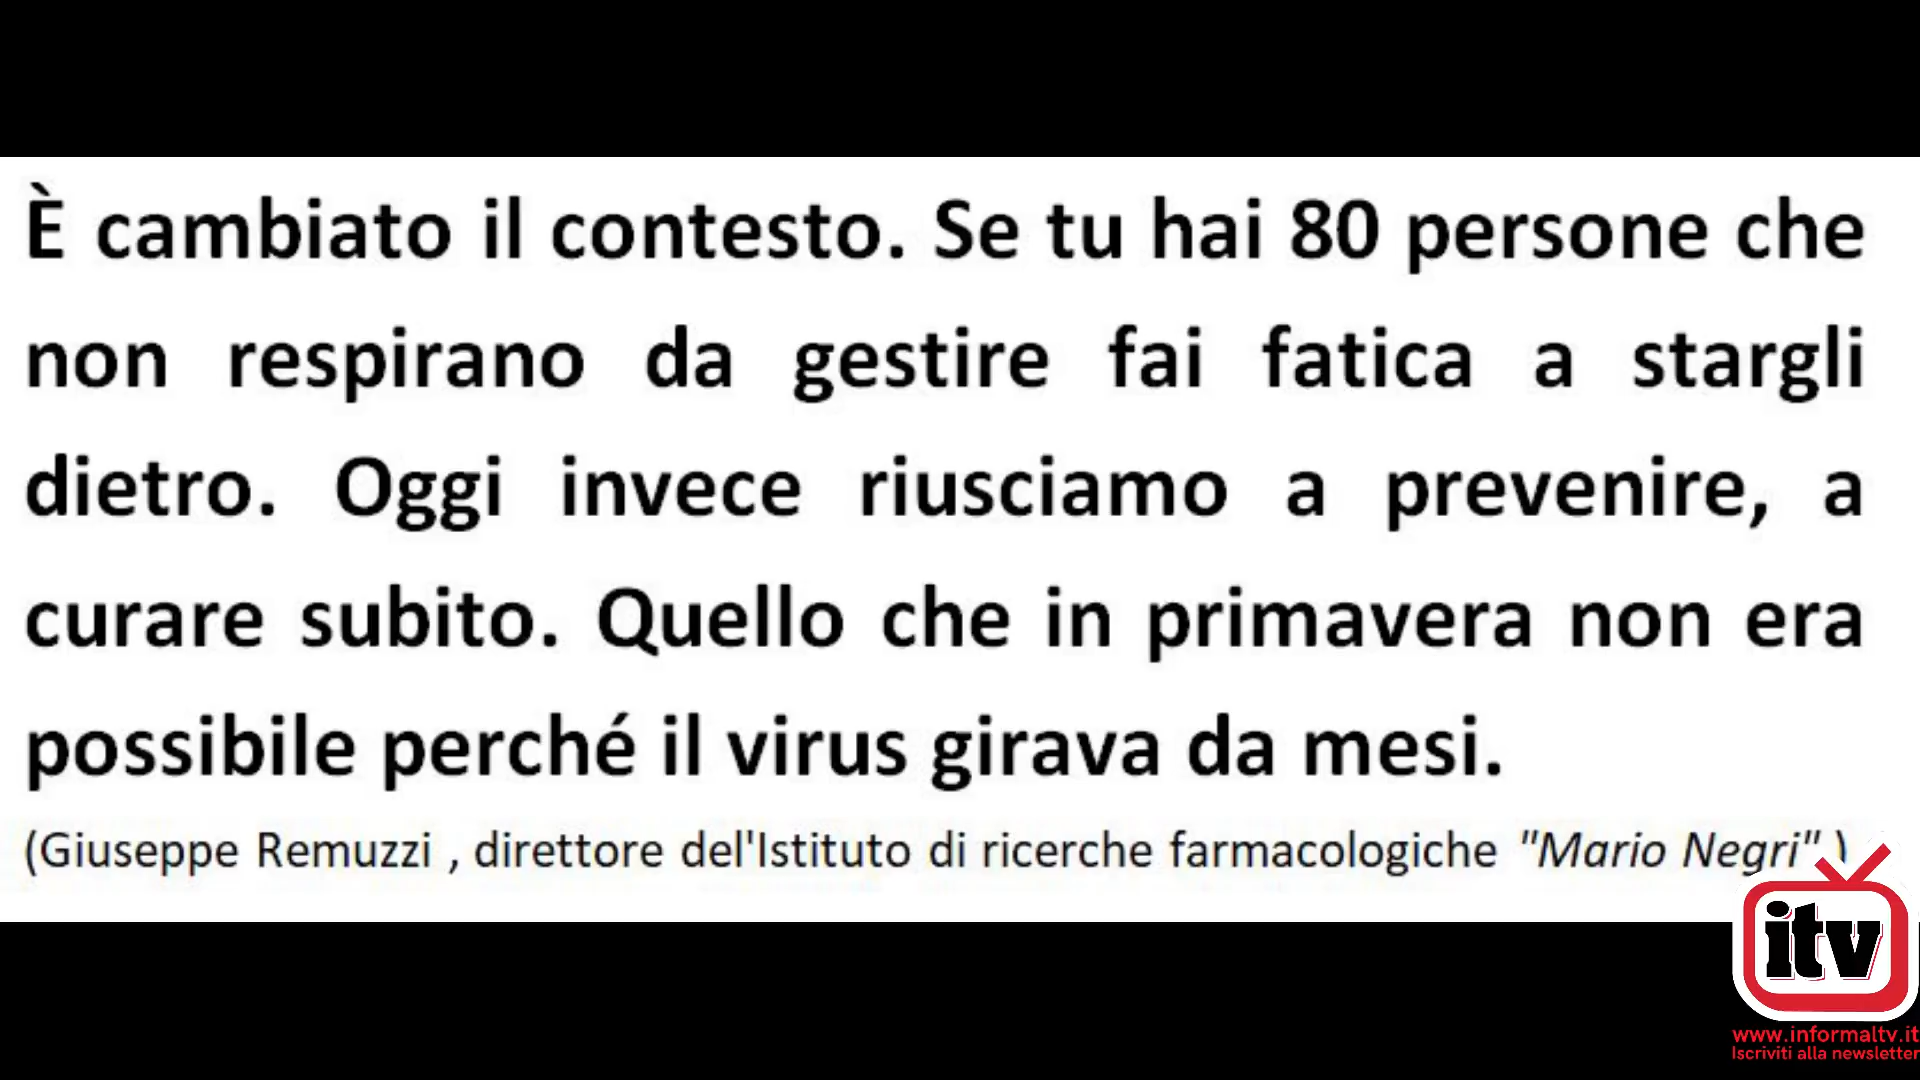 È cambiato il contesto. Se tu hai 80 persone che
non respirano da gestire fai fatica a stargli
dietro. Oggi invece riusciamo a prevenire, a
curare subito. Quello che in primavera non era
possibile perché il virus girava da mesi.
(Giuseppe Remuzzi , direttore del'Istituto di ricerche farmacologiche "Mario Negri" )
itv
www.informaltv.it
Iscriviti alla newsletter